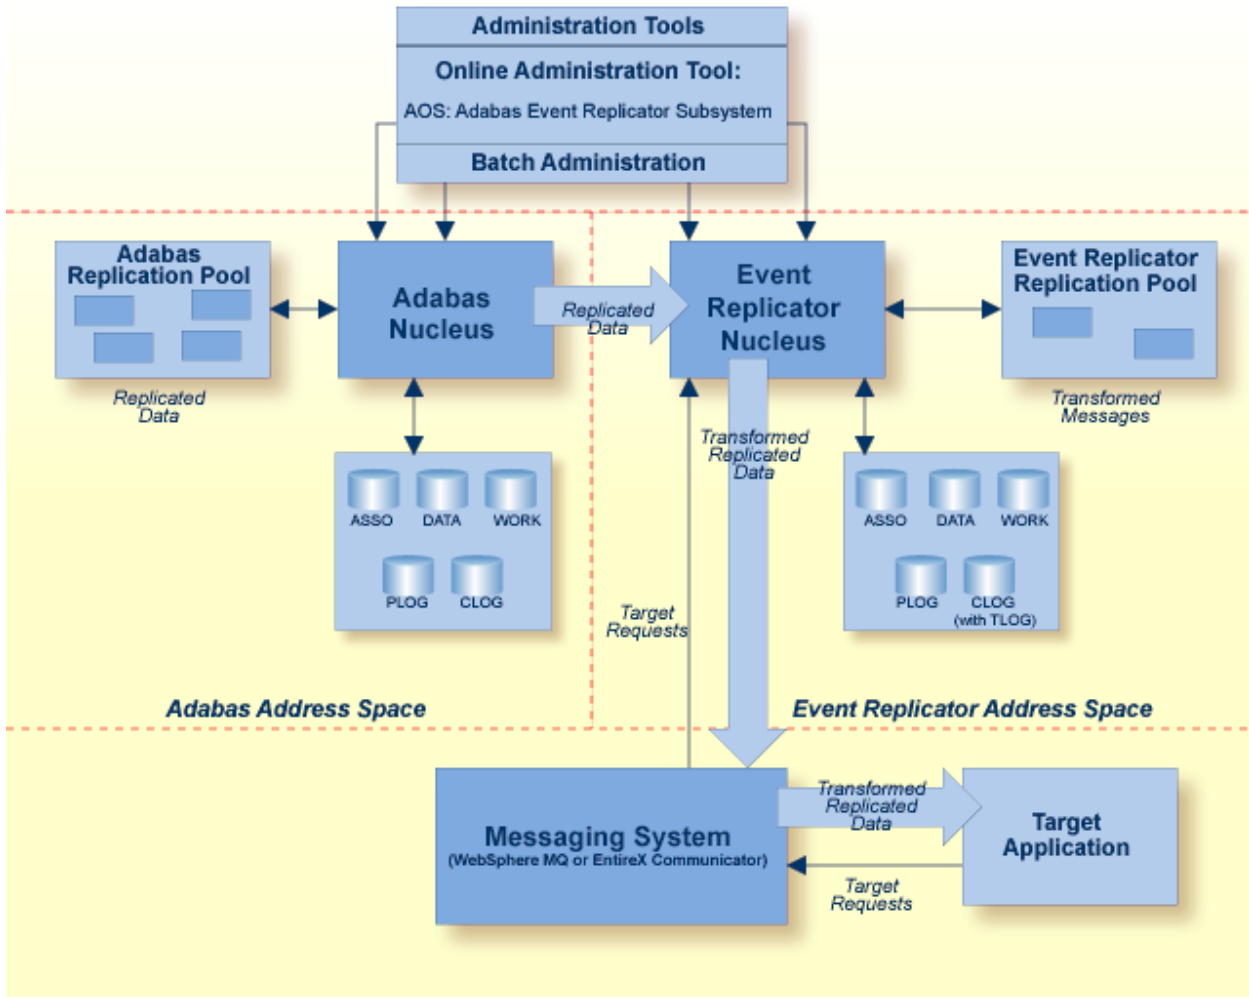 Administration Tools
Online Administration Tool:
AOS: Adabas Event Replicator Subsystem
Batch Administration
Adabas
Replication Pool
Replicated
Data
Adabas
Nucleus
Replicated
Data
Event
Replicator
Nucleus
Event Replicator
Replication Pool
Transformed
Messages
ASSO
DATA
WORK
PLOG
CLOG
Transformed
Replicated
Data
Target
Requests
ASSO
DATA
WORK
PLOG
CLOG
(with TLOG)
Adabas Address Space
Event Replicator Address Space
Messaging System
(WebSphere MQ or EntireX Communicator)
Transformed
Replicated
Data
Target
Requests
Target
Application